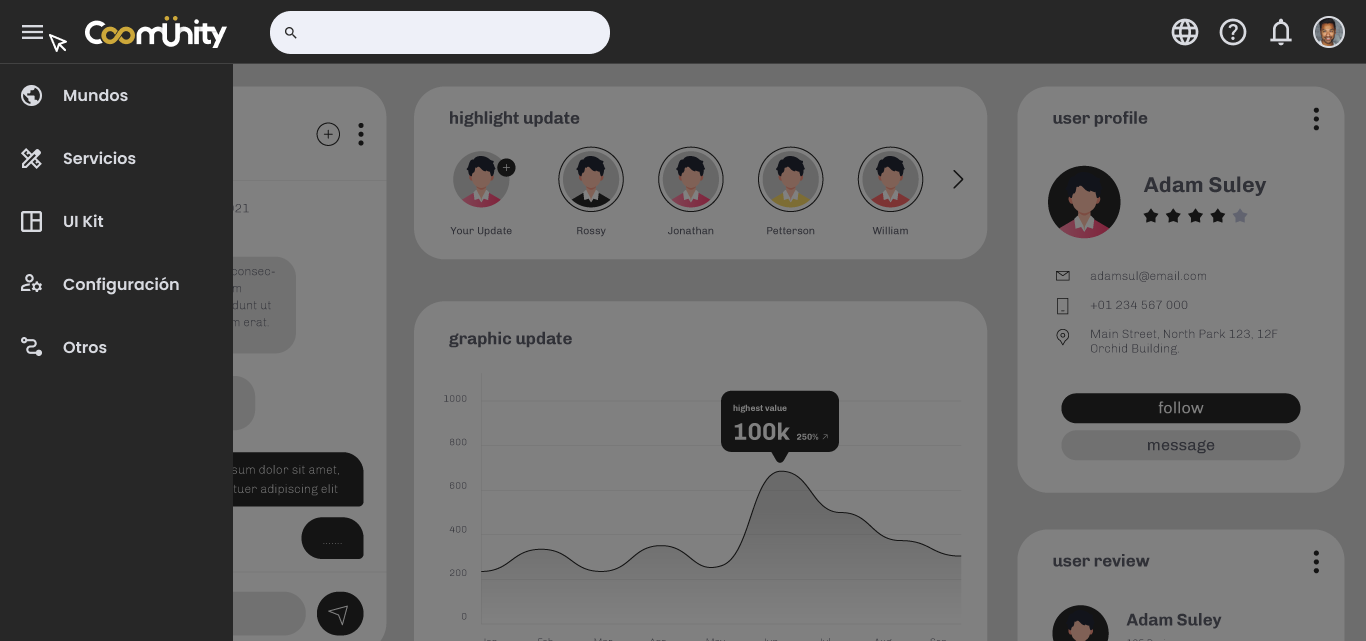 CoomÜnity
Mundos
Servicios
UI Kit
Configuración
Otros
021
consec-
m
dunt ut
m erat.
sum dolor sit amet,
tuer adipiscing elit
.......
highlight update
Your Update
Rossy
Jonathan
Petterson
William
graphic update
1000
800
600
400
200
0
highest value
100k 250%
user profile
Adam Suley
adamsul@email.com
+01 234 567 000
Main Street, North Park 123, 12F
Orchid Building.
follow
message
user review
Adam Suley